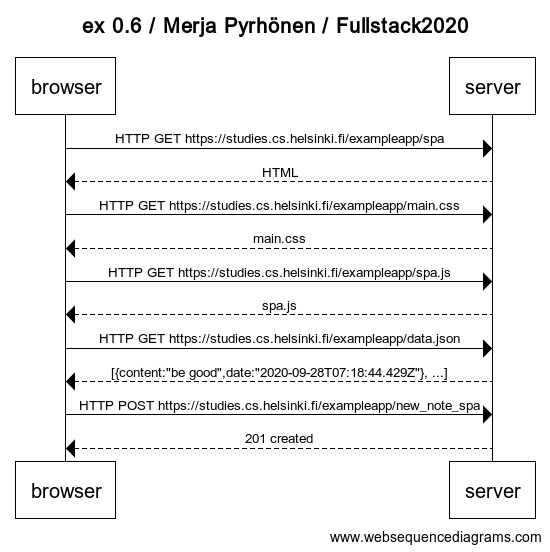 ex 0.6 / Merja Pyrhönen / Fullstack2020
browser server
HTTP GET https://studies.cs.helsinki.fi/exampleapp/spa
HTML
HTTP GET https://studies.cs.helsinki.fi/exampleapp/main.css
main.css
HTTP GET https://studies.cs.helsinki.fi/exampleapp/spa.js
spa.js
HTTP GET https://studies.cs.helsinki.fi/exampleapp/data.json
[{content:"be good",date:"2020-09-28T07:18:44.429Z"}, ...]
HTTP POST https://studies.cs.helsinki.fi/exampleapp/new_note_spa
201 created
browser server
www.websequencediagrams.com